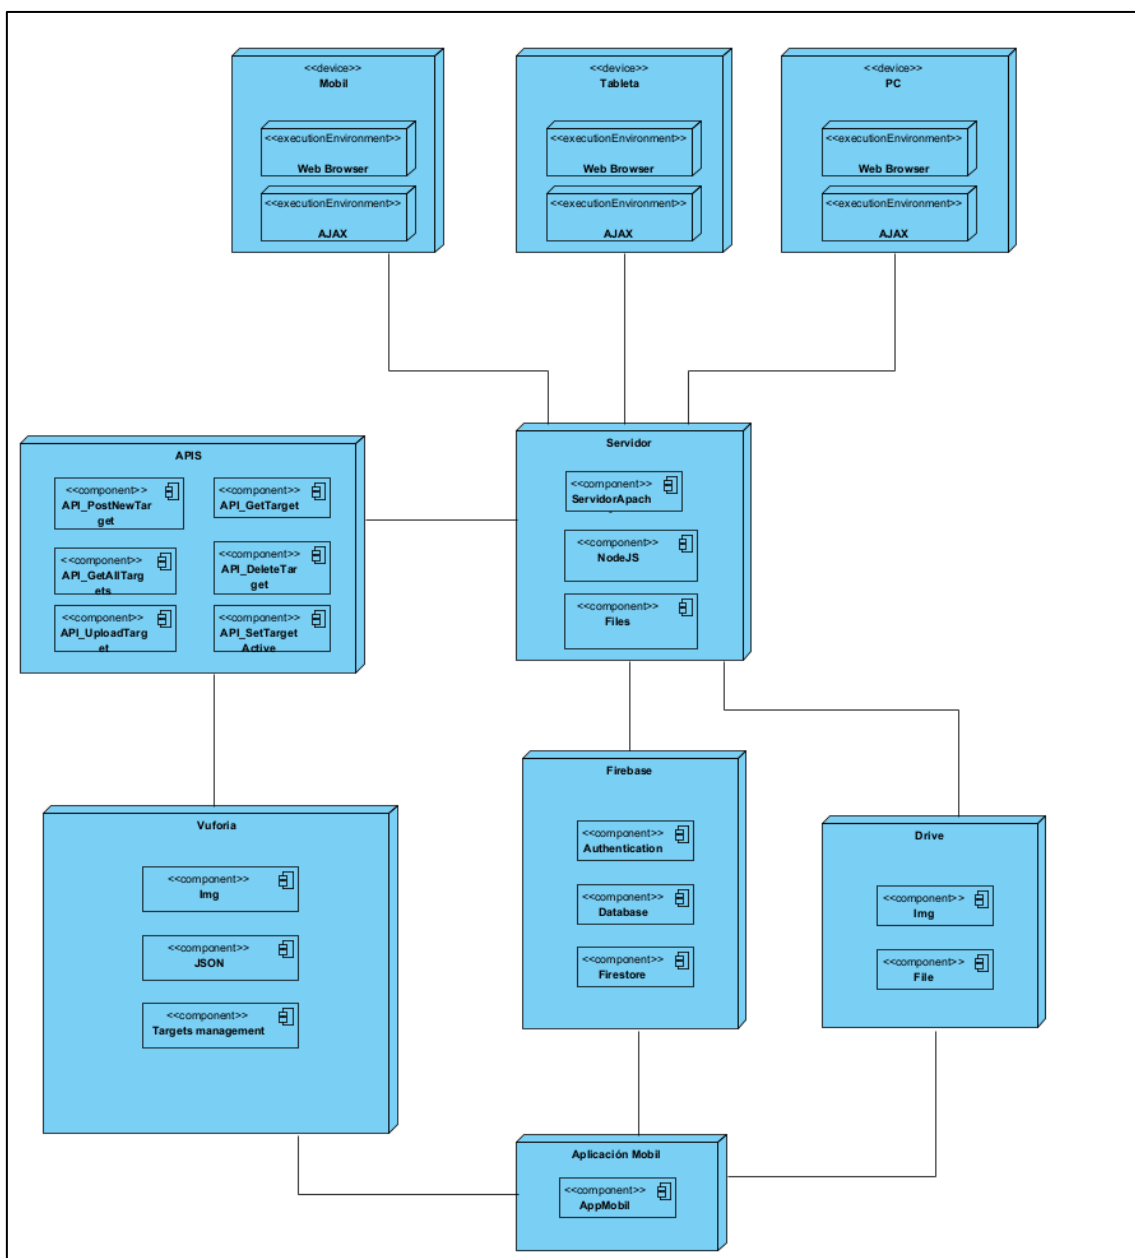 <<device>>
Mobil
<<executionEnvironment>>
Web Browser
<<executionEnvironment>>
AJAX
<<device>>
Tableta
<<executionEnvironment>>
Web Browser
<<executionEnvironment>>
AJAX
<<device>>
PC
<<executionEnvironment>>
Web Browser
<<executionEnvironment>>
AJAX
APIS
<<component>>
API_PostNewTar
get
<<component>>
API_GetTarget
<<component>>
API_GetAllTarg
ets
<<component>>
API_DeleteTar
get
<<component>>
API_UploadTarg
et
<<component>>
API_SetTarget
Active
Servidor
<<component>>
ServidorApach
<<component>>
NodeJS
<<component>>
Files
Vuforia
<<component>>
Img
<<component>>
JSON
<<component>>
Targets management
Firebase
<<component>>
Authentication
<<component>>
Database
<<component>>
Firestore
Drive
<<component>>
Img
<<component>>
File
Aplicación Mobil
<<component>>
AppMobil